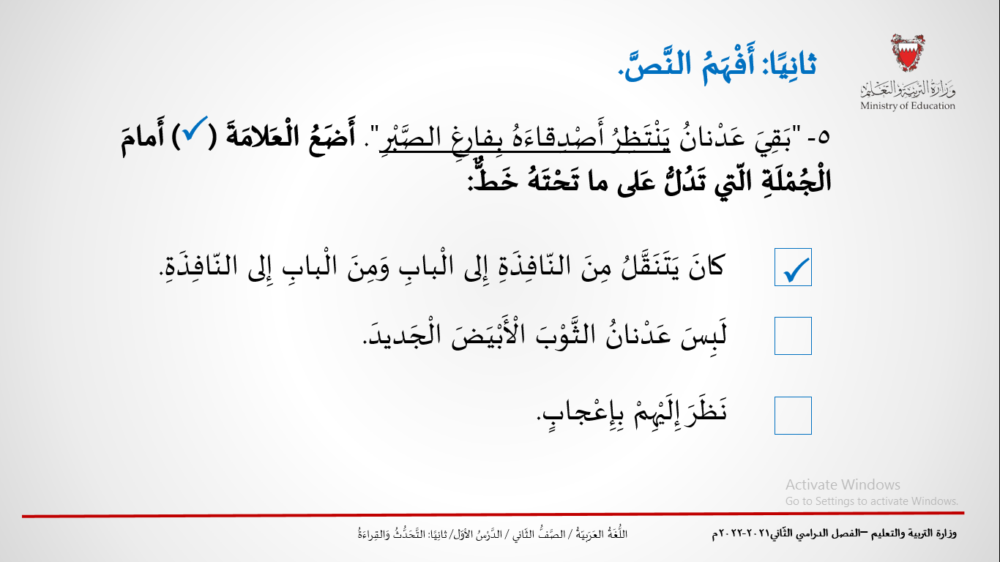 وزارة التربية والتعليم
Ministry of Education
ثانِيًا: أَفْهَمُ النَّصَّ.
٥- "بَقِيَ عَدْنانُ يَنْتَظِرُ أَصْدِقاءَهُ بِفارِغِ الصَّبْرِ". أَضَعُ الْعَلامَةَ (✓) أَمامَ
الْجُمْلَةِ الّتي تَدُلُّ عَلى ما تَحْتَهُ خَطٌّ:
✓ كانَ يَتَنَقَّلُ مِنَ النّافِذَةِ إِلى الْبابِ وَمِنَ الْبابِ إِلى النّافِذَةِ.
لَبِسَ عَدْنانُ الثَّوْبَ الْأَبْيَضَ الْجَديدَ.
نَظَرَ إِلَيْهِمْ بِإِعْجابٍ.
Activate Windows
Go to Settings to activate Windows.
وزارة التربية والتعليم –الفصل الدراسي الثّاني٢٠٢١-٢٠٢٢م
اللُّغَةُ العَرَبِيّةُ / الصَّفُّ الثّاني / الدَّرْسُ الأوّل/ ثانِيًا: التَّحَدُّثُ وَالقِراءَةُ